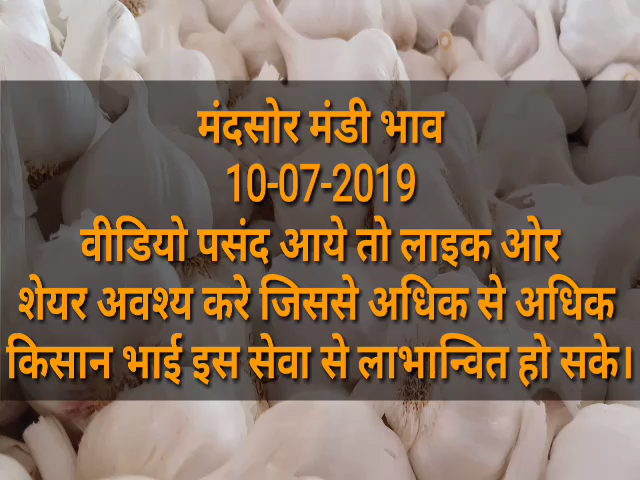 मंदसोर मंडी भाव
10-07-2019
वीडियो पसंद आये तो लाइक ओर
शेयर अवश्य करे जिससे अधिक से अधिक
किसान भाई इस सेवा से लाभान्वित हो सके।